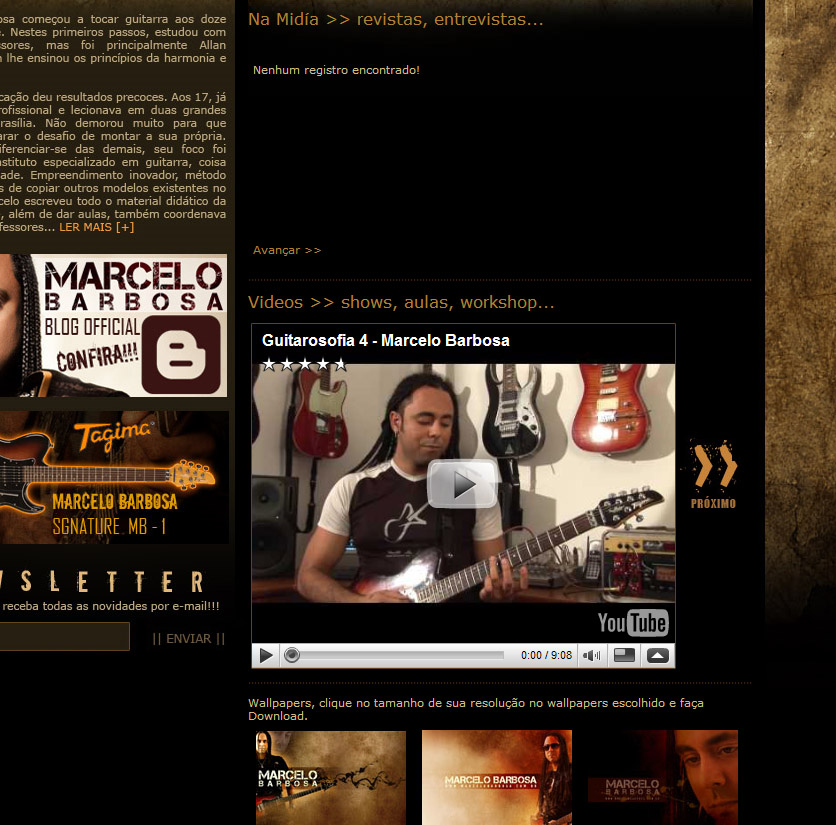 osa começou a tocar guitarra aos doze
. Nestes primeiros passos, estudou com
sores, mas foi principalmente Allan
lhe ensinou os princípios da harmonia e
cação deu resultados precoces. Aos 17, já
rofissional e lecionava em duas grandes
rasília. Não demorou muito para que
arar o desafio de montar a sua própria.
iferenciar-se das demais, seu foco foi
nstituto especializado em guitarra, coisa
ade. Empreendimento inovador, método
s de copiar outros modelos existentes no
celo escreveu todo o material didático da
, além de dar aulas, também coordenava
fessores... LER MAIS [+]
MARCELO
BARBOSA
BLOG OFFICIAL
CONFIRA!!!
Tagima
MARCELO BARBOSA
SGNATURE MB - 1
SLETTER
receba todas as novidades por e-mail!!!
|| ENVIAR ||
Na Midía >> revistas, entrevistas...
Nenhum registro encontrado!
Avançar >>
Videos >> shows, aulas, workshop...
Guitarosofia 4 - Marcelo Barbosa
YouTube
0:00 / 9:08
PRÓXIMO
Wallpapers, clique no tamanho de sua resolução no wallpapers escolhido e faça
Download.
MARCELO
BARBOSA
MARCELO BARBOSA
MARCELO
BARBOSA